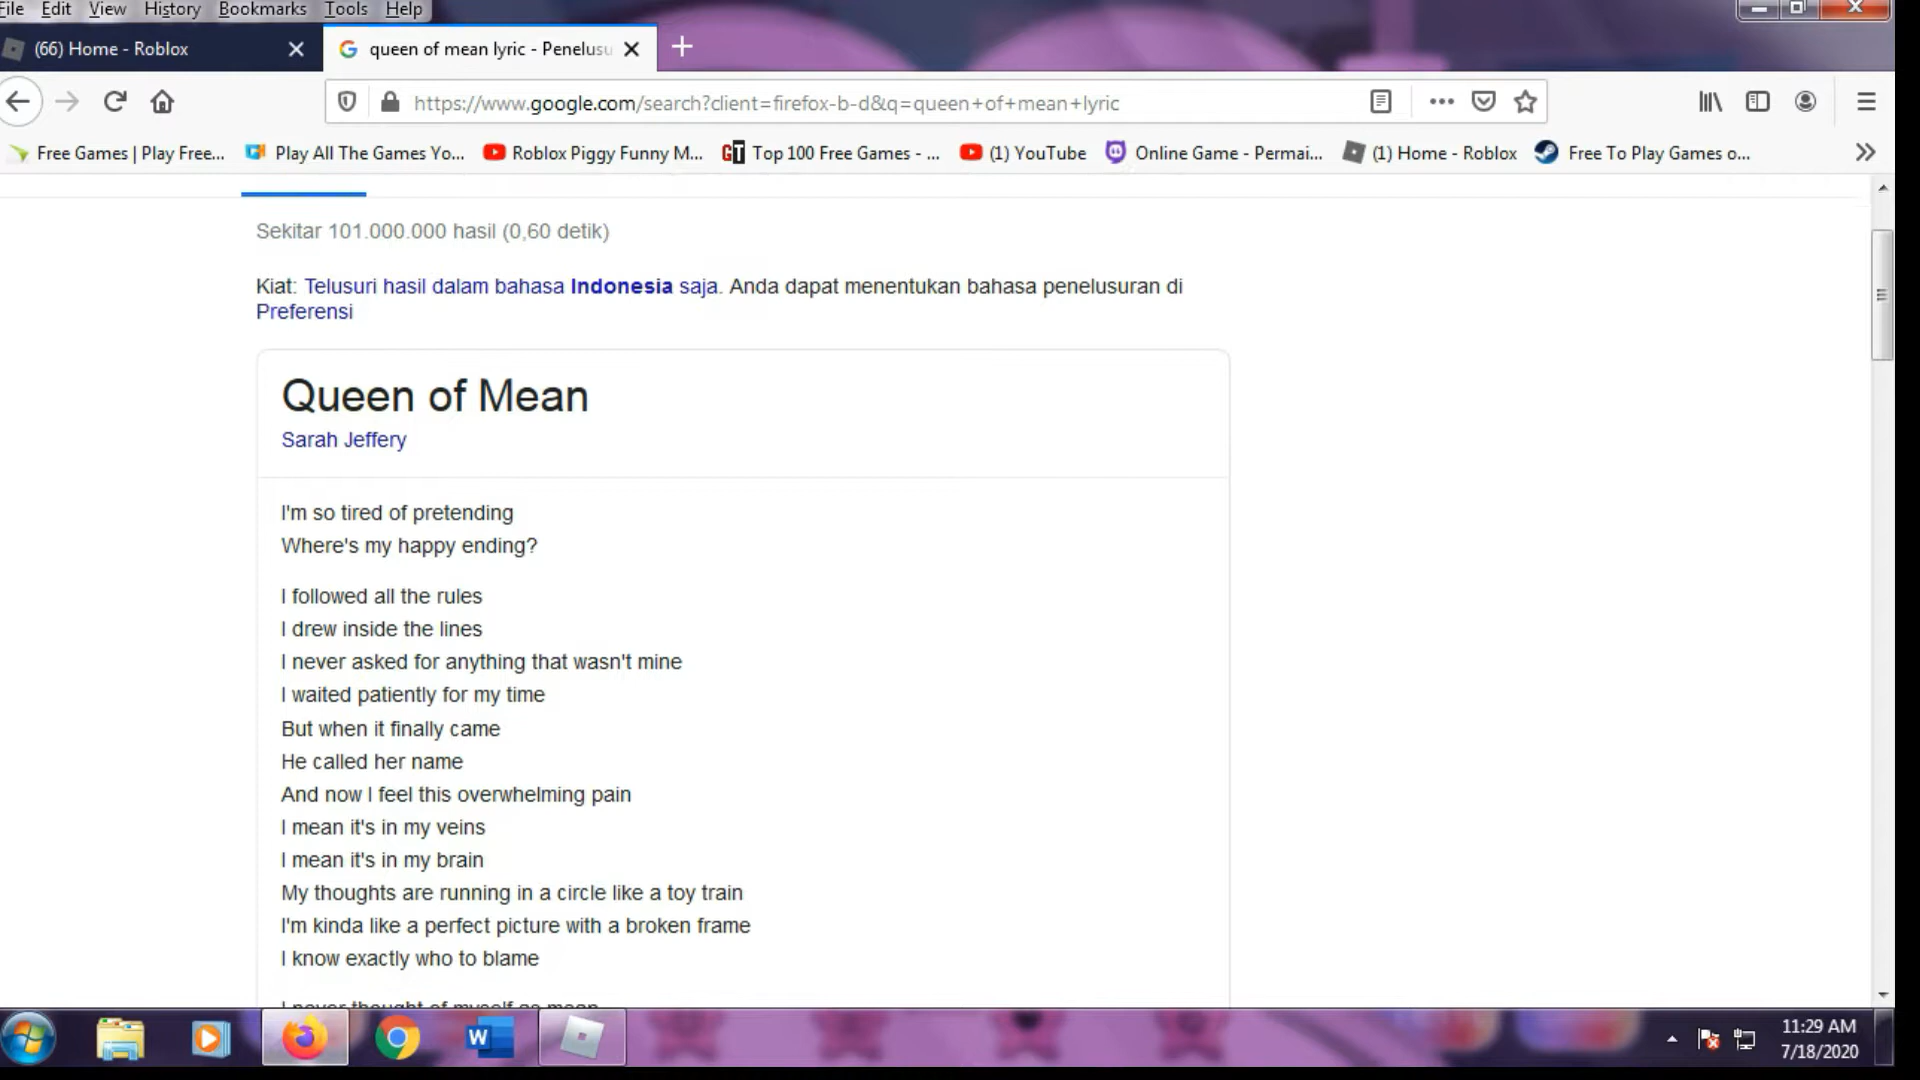 File Edit View History Bookmarks Tools Help
(66) Home - Roblox
queen of mean lyric - Penelusu
https://www.google.com/search?client=firefox-b-d&q=queen+of+mean+lyric
Free Games | Play Free... Play All The Games Yo... Roblox Piggy Funny M... GT Top 100 Free Games - ... (1) YouTube Online Game - Permai... (1) Home - Roblox Free To Play Games o...
Sekitar 101.000.000 hasil (0,60 detik)
Kiat: Telusuri hasil dalam bahasa Indonesia saja. Anda dapat menentukan bahasa penelusuran di
Preferensi
Queen of Mean
Sarah Jeffery
I'm so tired of pretending
Where's my happy ending?
I followed all the rules
I drew inside the lines
I never asked for anything that wasn't mine
I waited patiently for my time
But when it finally came
He called her name
And now I feel this overwhelming pain
I mean it's in my veins
I mean it's in my brain
My thoughts are running in a circle like a toy train
I'm kinda like a perfect picture with a broken frame
I know exactly who to blame
I never thought of myself as mean
W
11:29 AM
7/18/2020